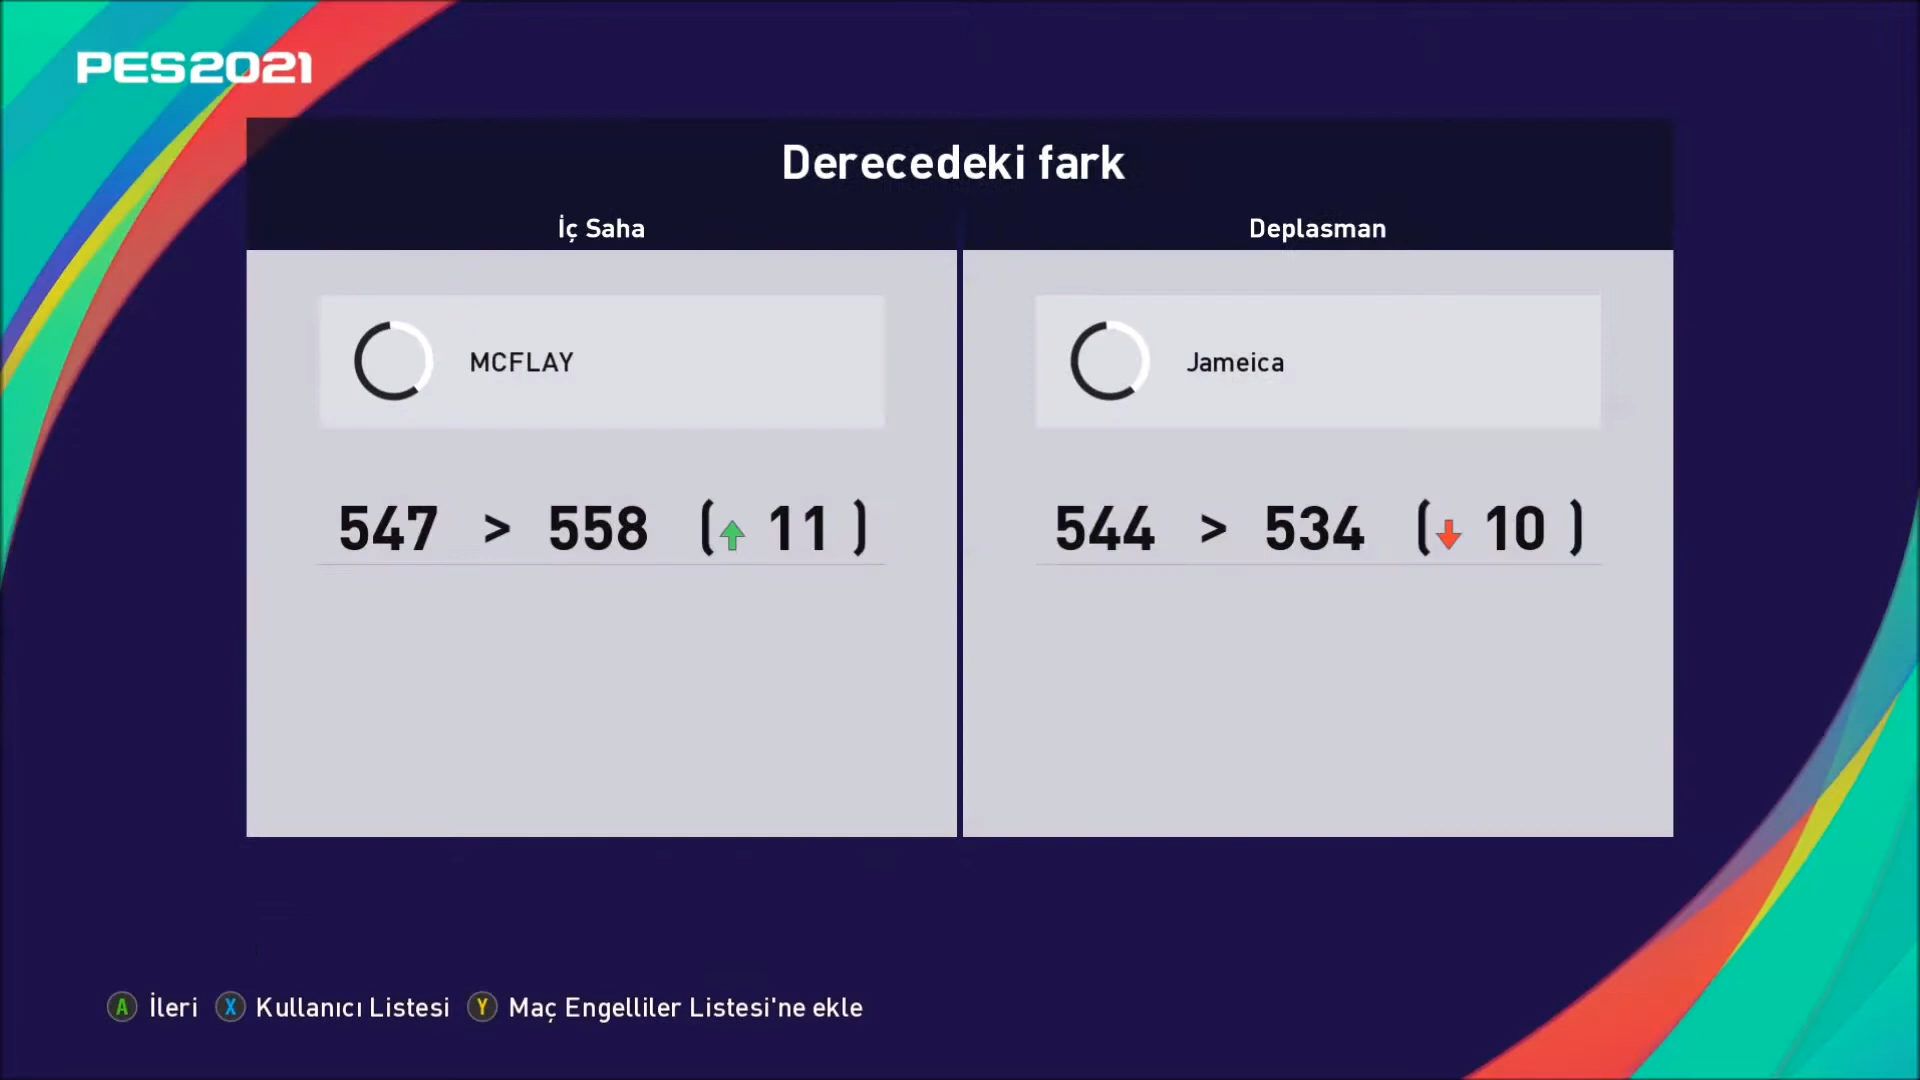 PES2021
Derecedeki fark
İç Saha
Deplasman
MCFLAY
Jameica
547 > 558 (↑ 11 )
544 > 534 (↓ 10 )
A İleri X Kullanıcı Listesi Y Maç Engelliler Listesi'ne ekle